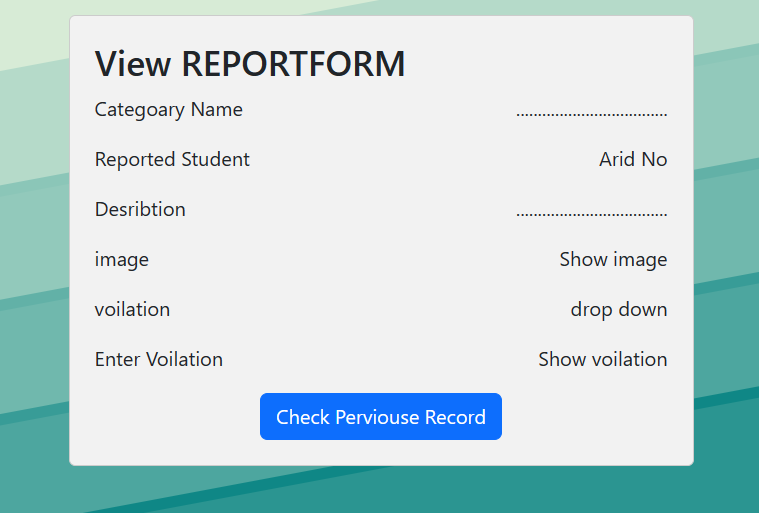 View REPORTFORM
Categoary Name ...................................
Reported Student Arid No
Desribtion ...................................
image Show image
voilation drop down
Enter Voilation Show voilation
Check Perviouse Record